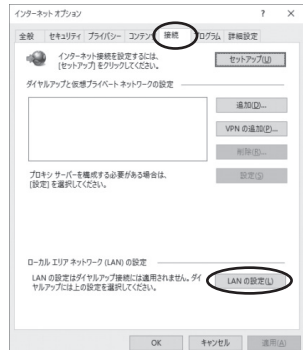 インターネット オプション
? ×
全般 セキュリティ プライバシー コンテンツ 接続 プログラム 詳細設定
インターネット接続を設定するには、
[セットアップ] をクリックしてください。
セットアップ(U)
ダイヤルアップと仮想プライベート ネットワークの設定
追加(D)...
VPN の追加(P)...
削除(R)...
プロキシ サーバーを構成する必要がある場合は、
[設定] を選択してください。
設定(S)
ローカル エリア ネットワーク (LAN) の設定
LAN の設定はダイヤルアップ接続には適用されません。ダイ
ヤルアップには上の設定を選択してください。
LAN の設定(L)
OK キャンセル 適用(A)